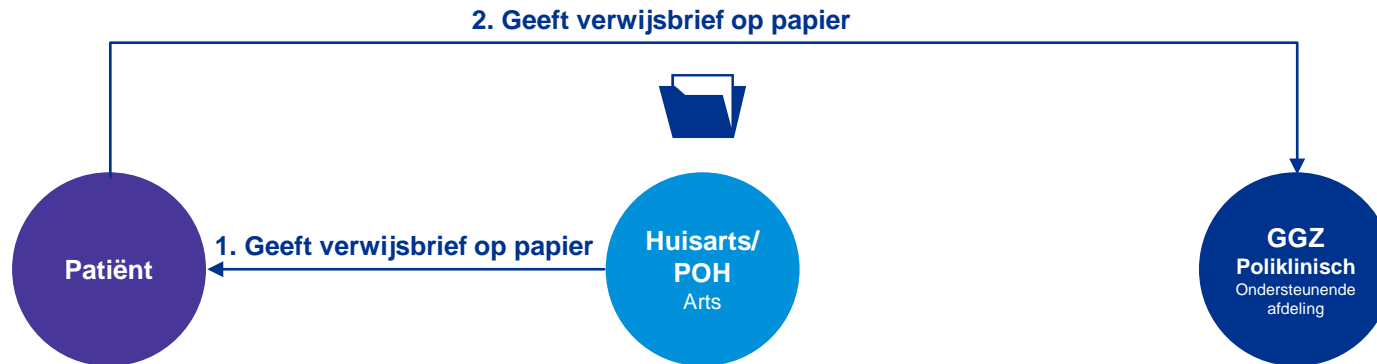 2. Geeft verwijsbrief op papier
1. Geeft verwijsbrief op papier
Patiënt
Huisarts/
POH
Arts
GGZ
Poliklinisch
Ondersteunende
afdeling